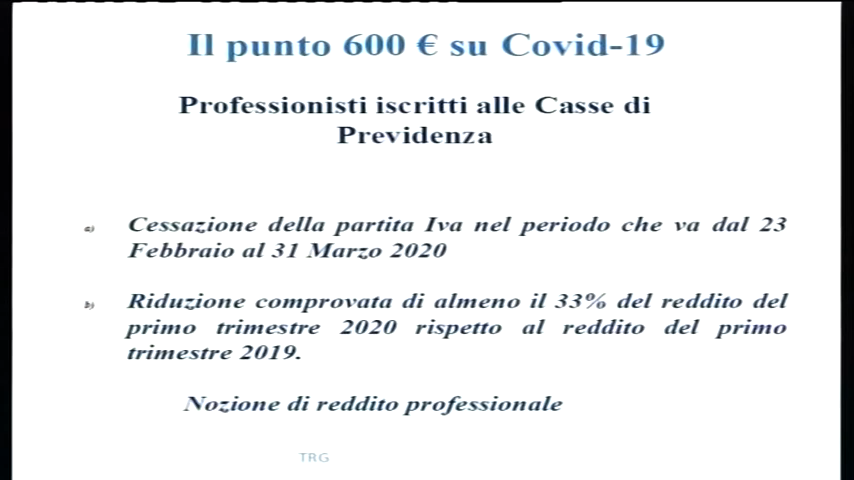 Il punto 600 € su Covid-19
Professionisti iscritti alle Casse di
Previdenza
a) Cessazione della partita Iva nel periodo che va dal 23
Febbraio al 31 Marzo 2020
b) Riduzione comprovata di almeno il 33% del reddito del
primo trimestre 2020 rispetto al reddito del primo
trimestre 2019.
Nozione di reddito professionale
TRG